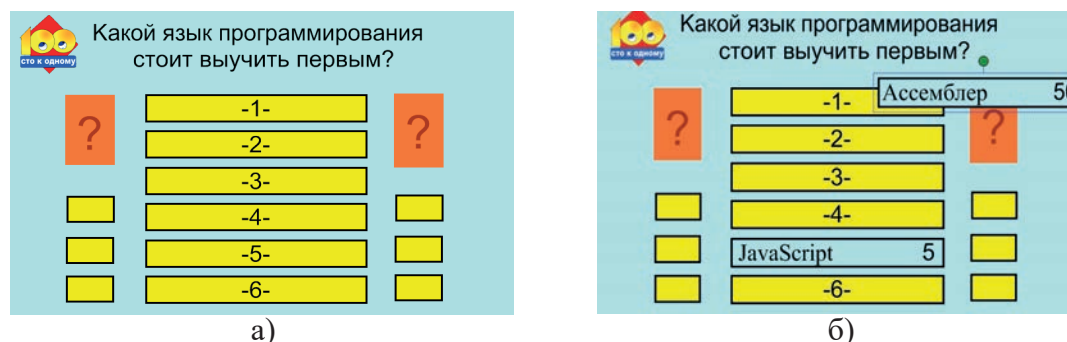 100
сто к одному
Какой язык программирования
стоит выучить первым?
?
?
-1-
-2-
-3-
-4-
-5-
-6-
а)
100
сто к одному
Какой язык программирования
стоит выучить первым?
?
?
-1-
Ассемблер 50
-2-
-3-
-4-
JavaScript 5
-6-
б)